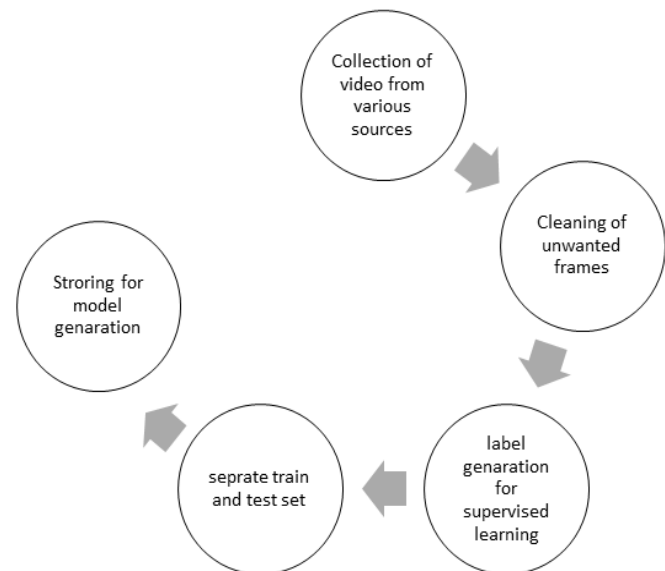 Collection of
video from
various
sources
Cleaning of
unwanted
frames
label
genaration
for
supervised
learning
seprate train
and test set
Stroring for
model
genaration